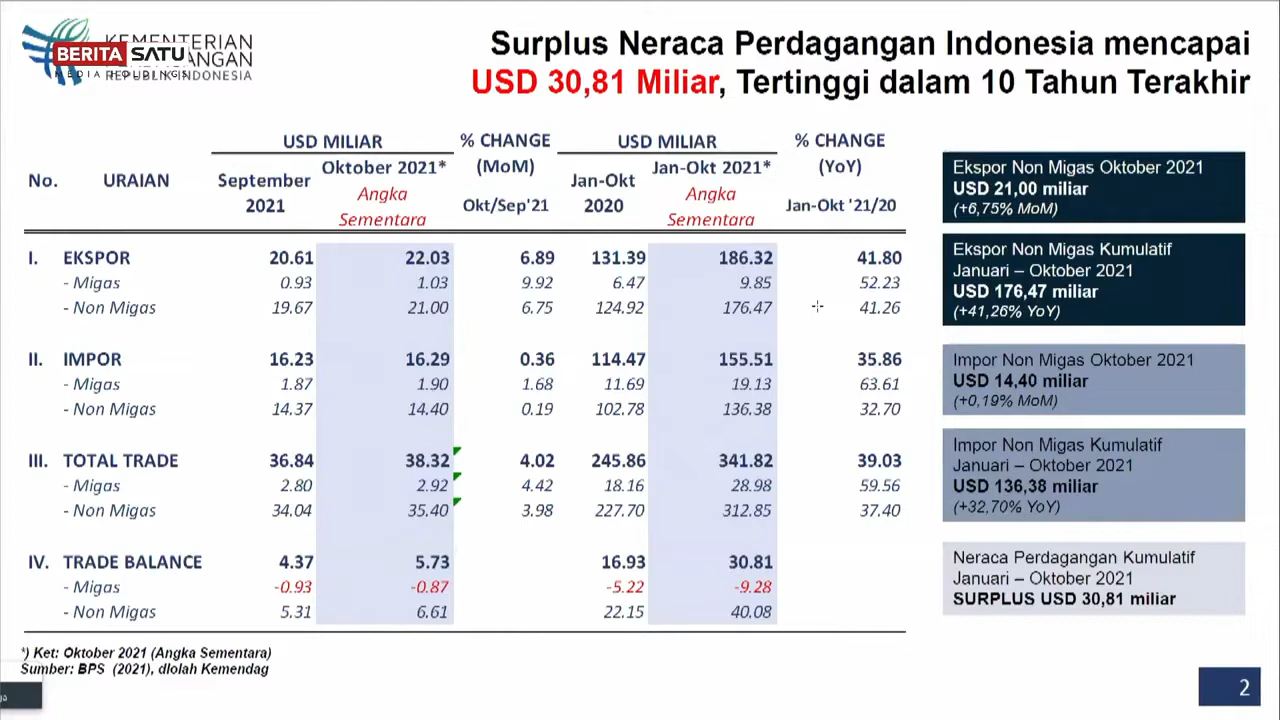 KEMENTERIAN
BERITA SATU
MEDIA HOLDINGS
REPUBLIK INDONESIA
Surplus Neraca Perdagangan Indonesia mencapai
USD 30,81 Miliar, Tertinggi dalam 10 Tahun Terakhir
No. URAIAN USD MILIAR % CHANGE USD MILIAR % CHANGE
September Oktober 2021* (MoM) Jan-Okt Jan-Okt 2021* (YoY)
2021 Angka Okt/Sep'21 2020 Angka Jan-Okt '21/20
Sementara Sementara
I. EKSPOR 20.61 22.03 6.89 131.39 186.32 41.80
- Migas 0.93 1.03 9.92 6.47 9.85 52.23
- Non Migas 19.67 21.00 6.75 124.92 176.47 41.26
II. IMPOR 16.23 16.29 0.36 114.47 155.51 35.86
- Migas 1.87 1.90 1.68 11.69 19.13 63.61
- Non Migas 14.37 14.40 0.19 102.78 136.38 32.70
III. TOTAL TRADE 36.84 38.32 4.02 245.86 341.82 39.03
- Migas 2.80 2.92 4.42 18.16 28.98 59.56
- Non Migas 34.04 35.40 3.98 227.70 312.85 37.40
IV. TRADE BALANCE 4.37 5.73 16.93 30.81
- Migas -0.93 -0.87 -5.22 -9.28
- Non Migas 5.31 6.61 22.15 40.08
*) Ket: Oktober 2021 (Angka Sementara)
Sumber: BPS (2021), diolah Kemendag
Ekspor Non Migas Oktober 2021
USD 21,00 miliar
(+6,75% MoM)
Ekspor Non Migas Kumulatif
Januari – Oktober 2021
USD 176,47 miliar
(+41,26% YoY)
Impor Non Migas Oktober 2021
USD 14,40 miliar
(+0,19% MoM)
Impor Non Migas Kumulatif
Januari – Oktober 2021
USD 136,38 miliar
(+32,70% YoY)
Neraca Perdagangan Kumulatif
Januari – Oktober 2021
SURPLUS USD 30,81 miliar
2